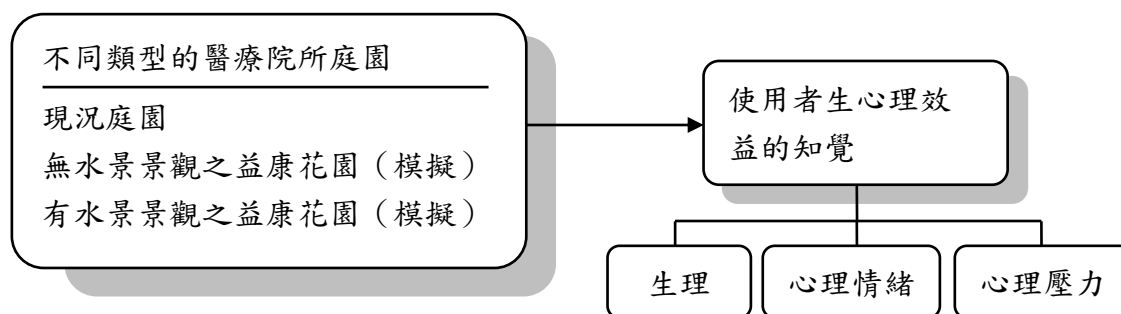 不同類型的醫療院所庭園
現況庭園
無水景景觀之益康花園（模擬）
有水景景觀之益康花園（模擬）
使用者生心理效
益的知覺
生理
心理情緒
心理壓力